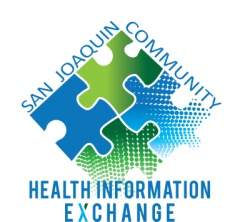 SAN JOAQUIN COMMUNITY
HEALTH INFORMATION
EXCHANGE